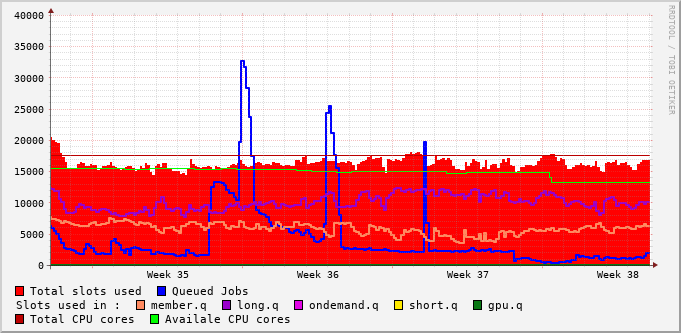 RRDTOOL / TOBI OETIKER
40000
35000
30000
25000
20000
15000
10000
5000
0
Week 35 Week 36 Week 37 Week 38
Total slots used Queued Jobs
Slots used in : member.q long.q ondemand.q short.q gpu.q
Total CPU cores Availale CPU cores